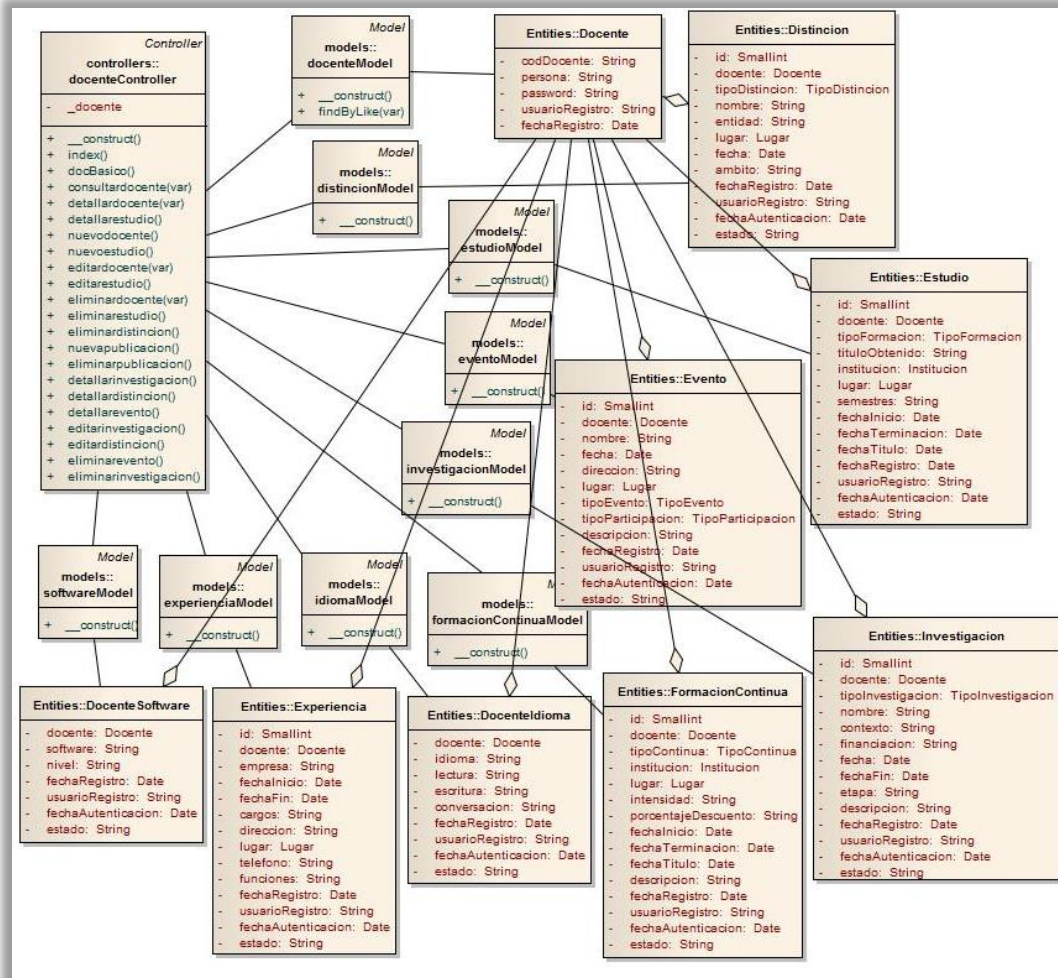 Controller
controllers::
docenteController
- _docente
+ __construct()
+ index()
+ docBasico()
+ consultardocente(var)
+ detallardocente(var)
+ detallarestudio()
+ nuevodocente()
+ nuevoestudio()
+ editardocente(var)
+ editarestudio()
+ eliminardocente(var)
+ eliminarestudio()
+ eliminardistincion()
+ nuevapublicacion()
+ eliminarpublicacion()
+ detallarinvestigacion()
+ detallardistincion()
+ detallarevento()
+ editarinvestigacion()
+ editardistincion()
+ eliminarevento()
+ eliminarinvestigacion()
Model
models::
docenteModel
+ __construct()
+ findByLike(var)
Entities::Docente
- codDocente: String
- persona: String
- password: String
- usuarioRegistro: String
- fechaRegistro: Date
Entities::Distincion
- id: Smallint
- docente: Docente
- tipoDistincion: TipoDistincion
- nombre: String
- entidad: String
- lugar: Lugar
- fecha: Date
- ambito: String
- fechaRegistro: Date
- usuarioRegistro: String
- fechaAutenticacion: Date
- estado: String
Model
models::
distincionModel
+ __construct()
Model
models::
estudioModel
+ __construct()
Entities::Estudio
- id: Smallint
- docente: Docente
- tipoFormacion: TipoFormacion
- tituloObtenido: String
- institucion: Institucion
- lugar: Lugar
- semestres: String
- fechaInicio: Date
- fechaTerminacion: Date
- fechaTitulo: Date
- fechaRegistro: Date
- usuarioRegistro: String
- fechaAutenticacion: Date
- estado: String
Model
models::
eventoModel
+ __construct()
Entities::Evento
- id: Smallint
- docente: Docente
- nombre: String
- fecha: Date
- direccion: String
- lugar: Lugar
- tipoEvento: TipoEvento
- tipoParticipacion: TipoParticipacion
- descripcion: String
- fechaRegistro: Date
- usuarioRegistro: String
- fechaAutenticacion: Date
- estado: String
Model
models::
investigacionModel
+ __construct()
Model
models::
softwareModel
+ __construct()
Model
models::
experienciaModel
+ __construct()
Model
models::
idiomaModel
+ __construct()
models::
formacionContinuaModel
+ __construct()
Entities::DocenteSoftware
- docente: Docente
- software: String
- nivel: String
- fechaRegistro: Date
- usuarioRegistro: String
- fechaAutenticacion: Date
- estado: String
Entities::Experiencia
- id: Smallint
- docente: Docente
- empresa: String
- fechaInicio: Date
- fechaFin: Date
- cargos: String
- direccion: String
- lugar: Lugar
- telefono: String
- funciones: String
- fechaRegistro: Date
- usuarioRegistro: String
- fechaAutenticacion: Date
- estado: String
Entities::DocenteIdioma
- docente: Docente
- idioma: String
- lectura: String
- escritura: String
- conversacion: String
- fechaRegistro: Date
- usuarioRegistro: String
- fechaAutenticacion: Date
- estado: String
Entities::FormacionContinua
- id: Smallint
- docente: Docente
- tipoContinua: TipoContinua
- institucion: Institucion
- lugar: Lugar
- intensidad: String
- porcentajeDescuento: String
- fechaInicio: Date
- fechaTerminacion: Date
- fechaTitulo: Date
- descripcion: String
- fechaRegistro: Date
- usuarioRegistro: String
- fechaAutenticacion: Date
- estado: String
Entities::Investigacion
- id: Smallint
- docente: Docente
- tipoInvestigacion: TipoInvestigacion
- nombre: String
- contexto: String
- financiacion: String
- fecha: Date
- fechaFin: Date
- etapa: String
- descripcion: String
- fechaRegistro: Date
- usuarioRegistro: String
- fechaAutenticacion: Date
- estado: String